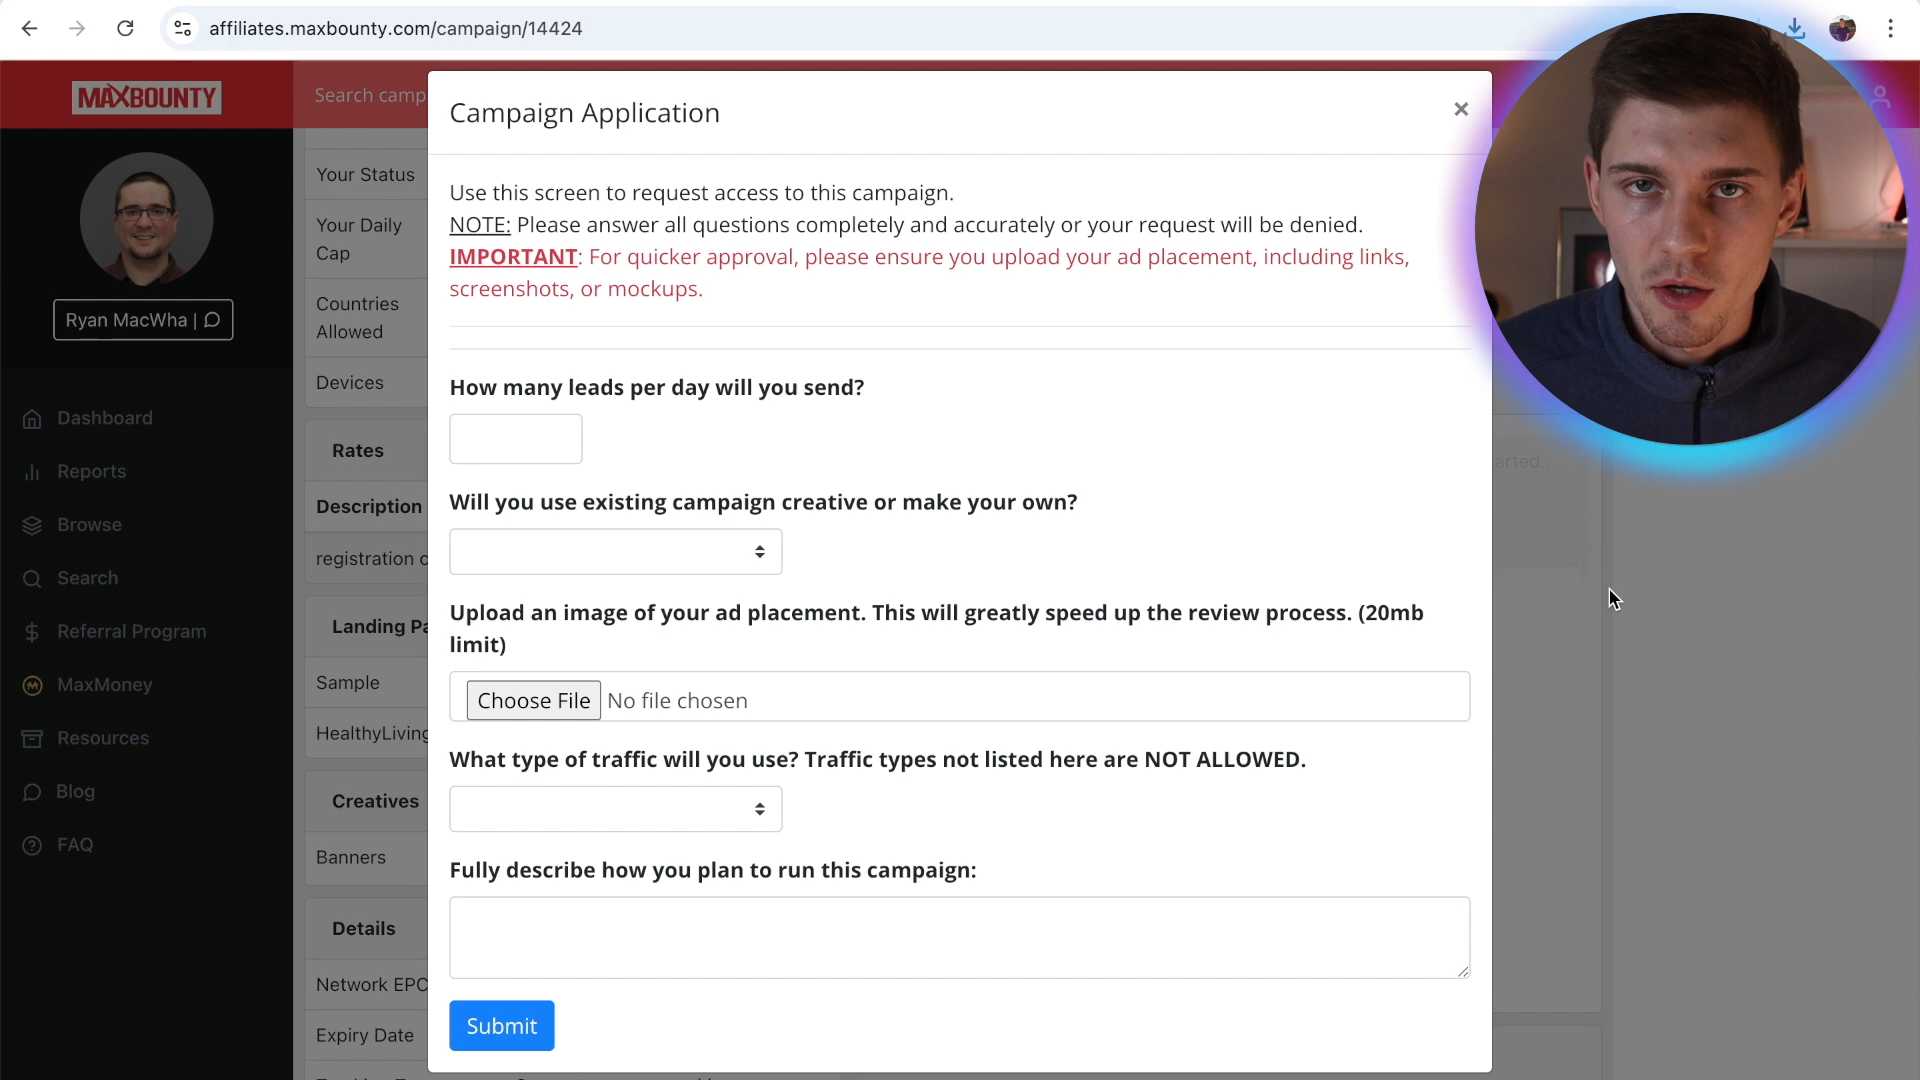 affiliates.maxbounty.com/campaign/14424
MAXBOUNTY
Search camp
Ryan MacWha |
Dashboard
Reports
Browse
Search
Referral Program
MaxMoney
Resources
Blog
FAQ
Your Status
Your Daily
Cap
Countries
Allowed
Devices
Rates
Description
registration c
Landing Pa
Sample
HealthyLiving
Creatives
Banners
Details
Network EPC
Expiry Date
Campaign Application
×
Use this screen to request access to this campaign.
NOTE: Please answer all questions completely and accurately or your request will be denied.
IMPORTANT: For quicker approval, please ensure you upload your ad placement, including links,
screenshots, or mockups.
How many leads per day will you send?
Will you use existing campaign creative or make your own?
Upload an image of your ad placement. This will greatly speed up the review process. (20mb
limit)
Choose File No file chosen
What type of traffic will you use? Traffic types not listed here are NOT ALLOWED.
Fully describe how you plan to run this campaign:
Submit
arted...